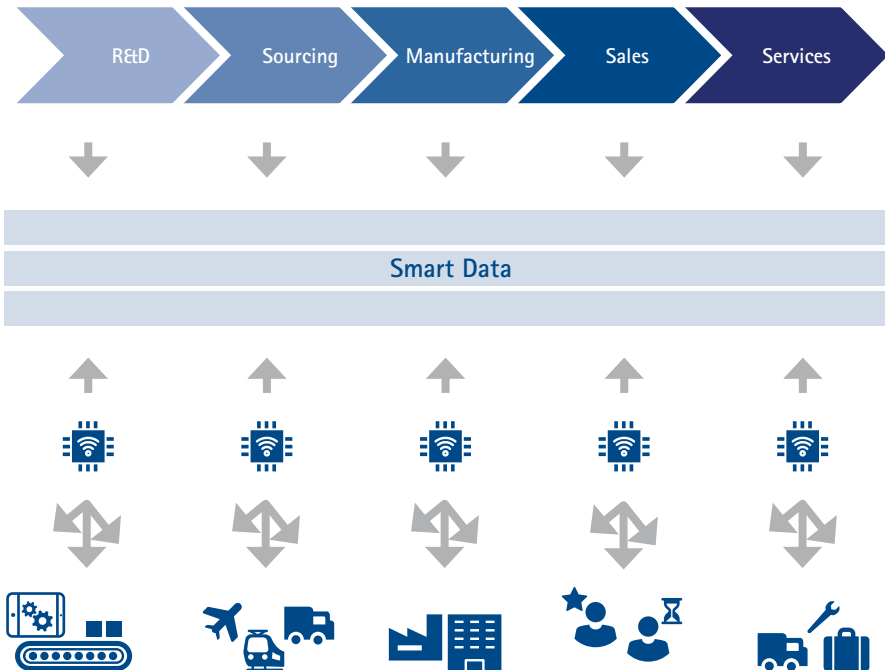 R&D
Sourcing
Manufacturing
Sales
Services
Smart Data